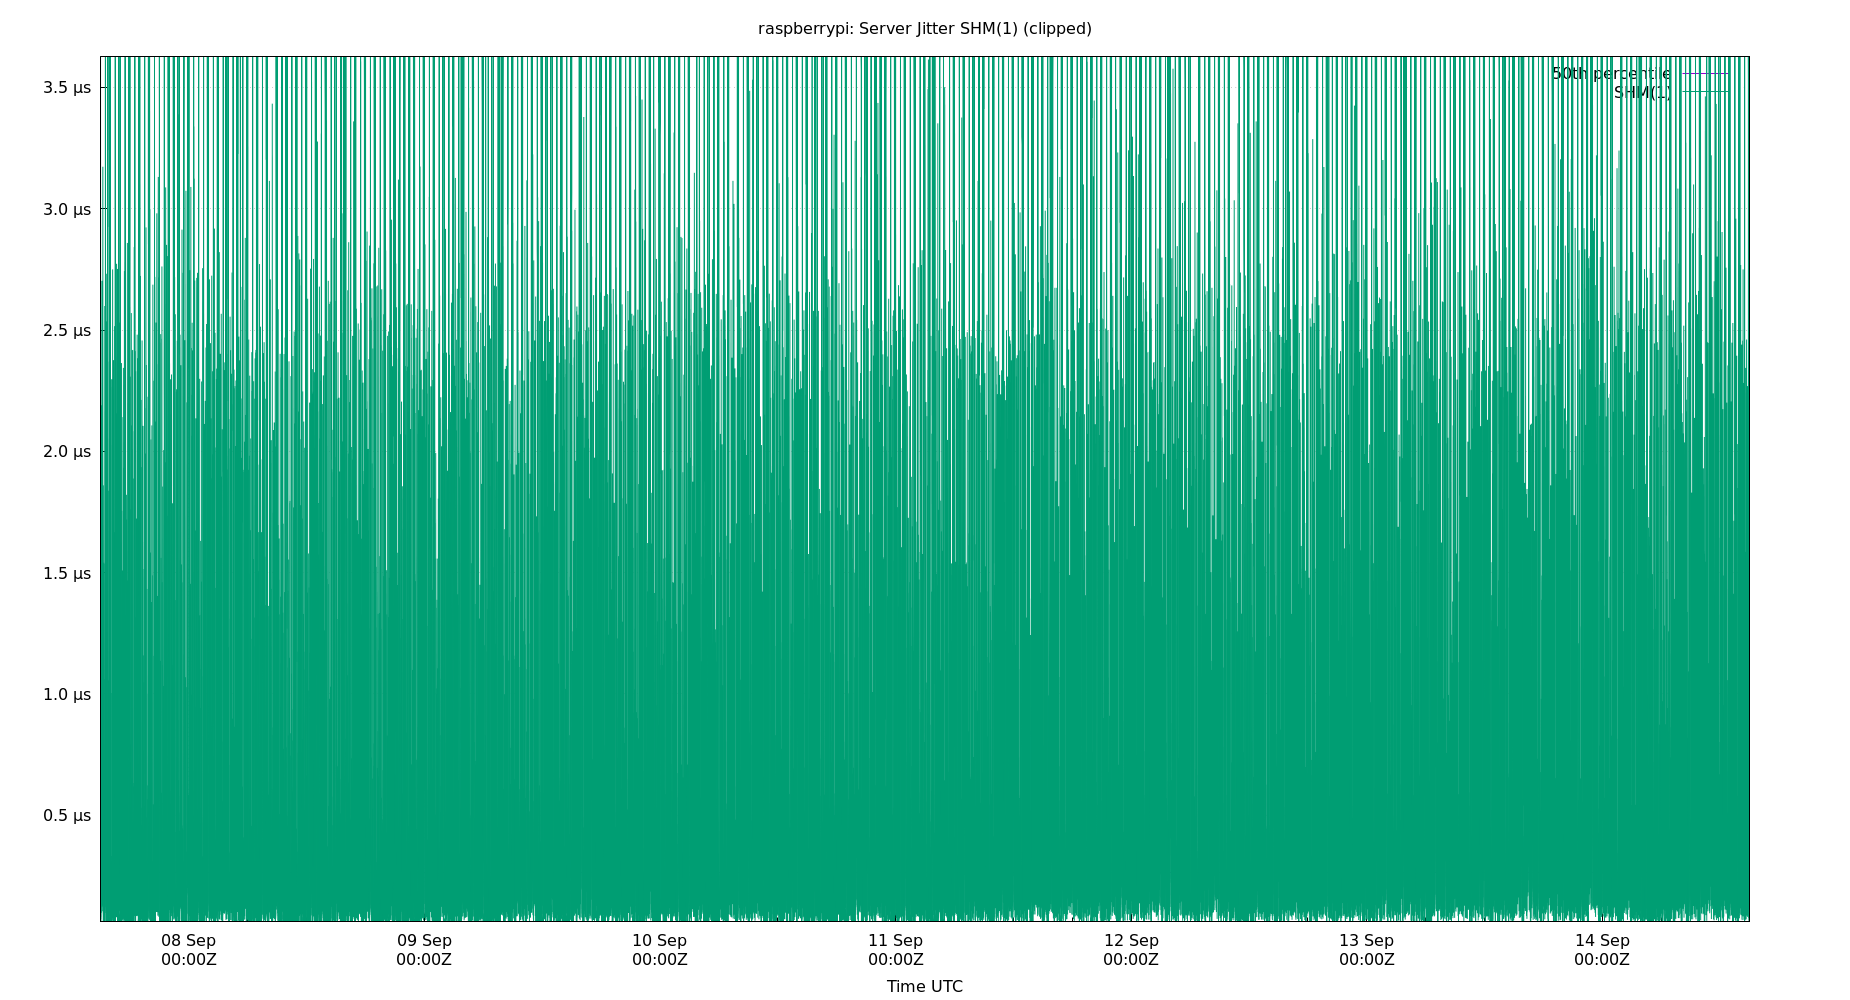 raspberrypi: Server Jitter SHM(1) (clipped)
50th percentile
SHM(1)
3.5 µs
3.0 µs
2.5 µs
2.0 µs
1.5 µs
1.0 µs
0.5 µs
08 Sep 09 Sep 10 Sep 11 Sep 12 Sep 13 Sep 14 Sep
00:00Z 00:00Z 00:00Z 00:00Z 00:00Z 00:00Z 00:00Z
Time UTC